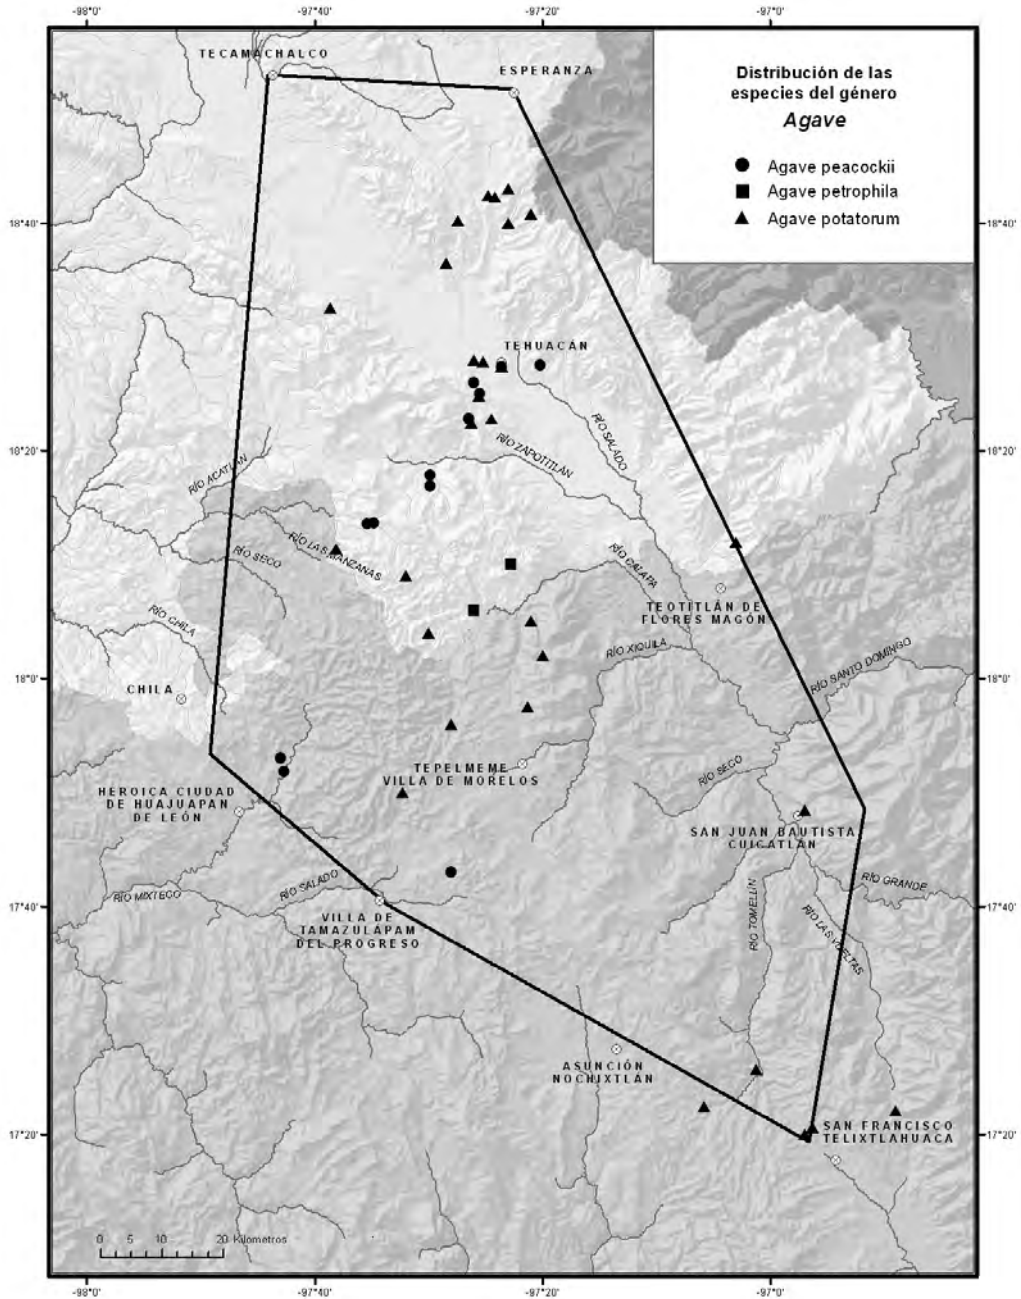 -98°0'
-97°40'
-97°20'
-97°0'
TECAMACHALCO
ESPERANZA
Distribución de las
especies del género
Agave
Agave peacockii
Agave petrophila
Agave potatorum
18°40'
18°40'
TEHUACÁN
RÍO SALADO
RÍO ZAPOTITLÁN
18°20'
18°20'
RÍO ACATLÁN
RÍO LAS MANZANAS
RÍO SECO
RÍO CALAPA
TEOTITLÁN DE
FLORES MAGÓN
RÍO CHILA
RÍO XIQUILA
RÍO SANTO DOMINGO
18°0'
18°0'
CHILA
TEPELMEME
VILLA DE MORELOS
RÍO SECO
HEROICA CIUDAD
DE HUAJUAPAN
DE LEÓN
SAN JUAN BAUTISTA
CUICATLÁN
RÍO MIXTECO
RÍO SALADO
RÍO GRANDE
17°40'
17°40'
VILLA DE
TAMAZULÁPAM
DEL PROGRESO
RÍO TOMELLÍN
RÍO LAS VUELTAS
ASUNCIÓN
NOCHIXTLÁN
17°20'
17°20'
SAN FRANCISCO
TELIXTLAHUACA
0 5 10 20 Kilometros
-98°0'
-97°40'
-97°20'
-97°0'